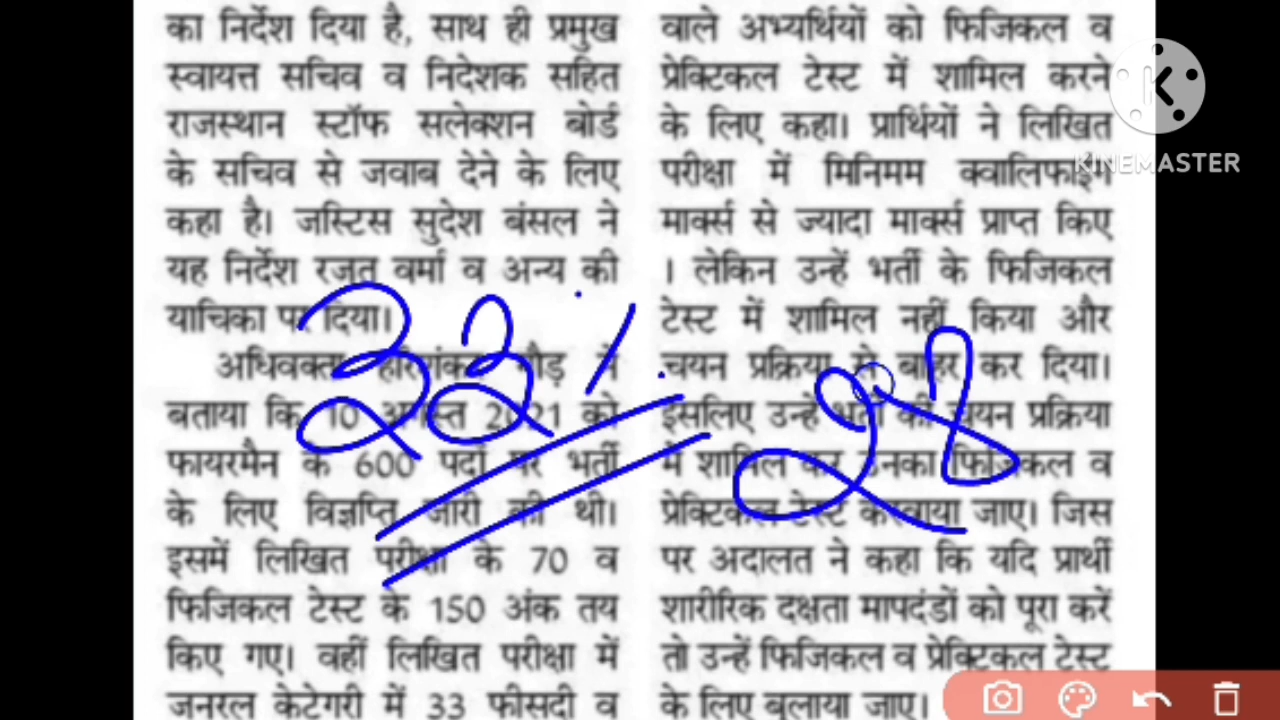 का निर्देश दिया है, साथ ही प्रमुख
स्वायत्त सचिव व निदेशक सहित
राजस्थान स्टॉफ सलेक्शन बोर्ड
के सचिव से जवाब देने के लिए
कहा है। जस्टिस सुदेश बंसल ने
यह निर्देश रजत वर्मा व अन्य की
याचिका पर दिया।
अधिवक्ता गौड़ ने
बताया कि 10 अगस्त 2021 को
फायरमैन के 600 पदों पर भर्ती
के लिए विज्ञप्ति जारी की थी।
इसमें लिखित परीक्षा के 70 व
फिजिकल टेस्ट के 150 अंक तय
किए गए। वहीं लिखित परीक्षा में
जनरल केटेगरी में 33 फीसदी व
वाले अभ्यर्थियों को फिजिकल व
प्रेक्टिकल टेस्ट में शामिल करने
के लिए कहा। प्रार्थियों ने लिखित
परीक्षा में मिनिमम क्वालिफाइंग
मार्क्स से ज्यादा मार्क्स प्राप्त किए
। लेकिन उन्हें भर्ती के फिजिकल
टेस्ट में शामिल नहीं किया और
चयन प्रक्रिया से बाहर कर दिया।
इसलिए उन्हें भर्ती की चयन प्रक्रिया
में शामिल कर उनका फिजिकल व
प्रेक्टिकल टेस्ट करवाया जाए। जिस
पर अदालत ने कहा कि यदि प्रार्थी
शारीरिक दक्षता मापदंडों को पूरा करें
तो उन्हें फिजिकल व प्रेक्टिकल टेस्ट
के लिए बुलाया जाए।
33
28
KINEMASTER